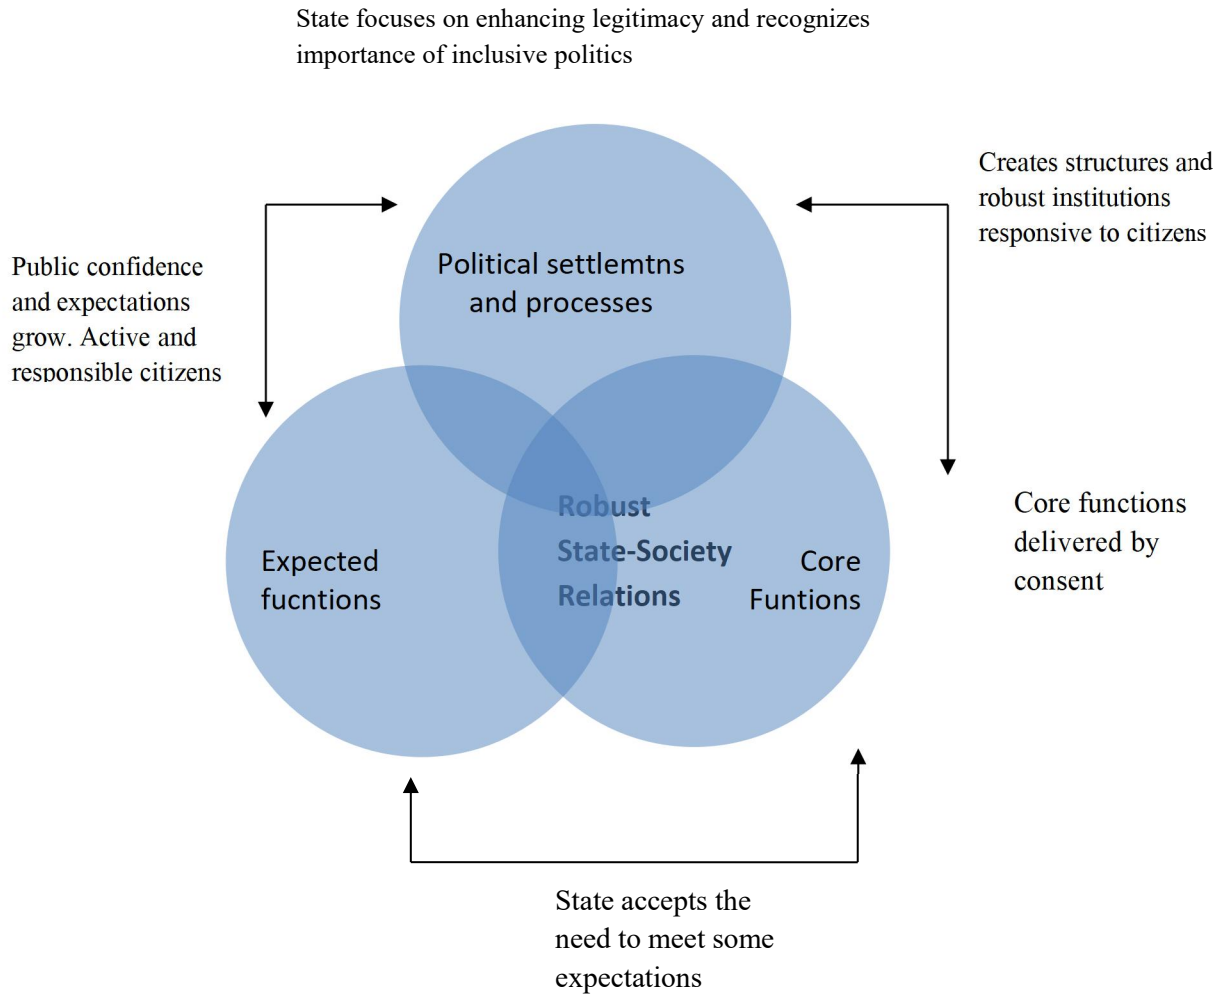 State focuses on enhancing legitimacy and recognizes
importance of inclusive politics
Creates structures and
robust institutions
responsive to citizens
Public confidence
and expectations
grow. Active and
responsible citizens
Political settlemtns
and processes
Robust
State-Society
Relations
Expected
fucntions
Core
Funtions
Core functions
delivered by
consent
State accepts the
need to meet some
expectations